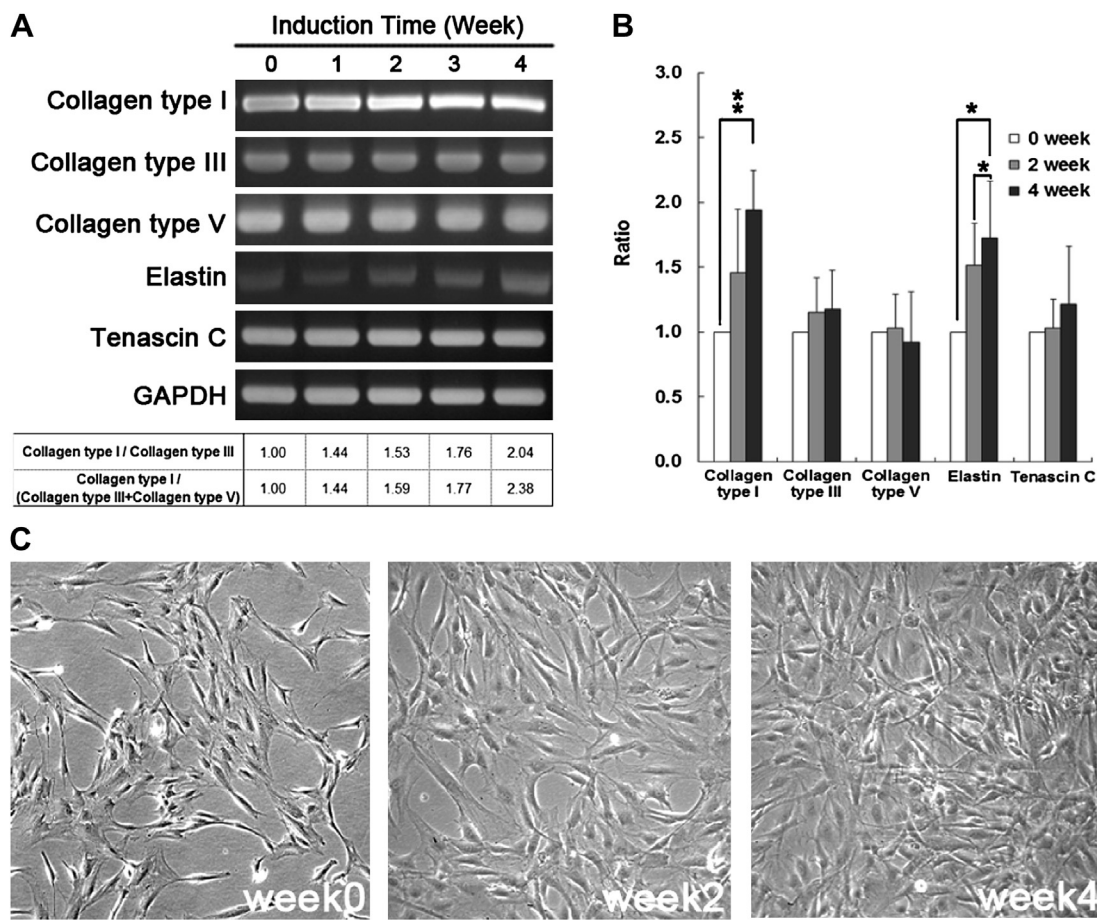 A
Induction Time (Week)
0 1 2 3 4
Collagen type I
Collagen type III
Collagen type V
Elastin
Tenascin C
GAPDH
Collagen type I / Collagen type III 1.00 1.44 1.53 1.76 2.04
Collagen type I /
(Collagen type III+Collagen type V) 1.00 1.44 1.59 1.77 2.38
B
3.0
2.5
2.0
1.5
1.0
0.5
0.0
Ratio
**
*
*
0 week
2 week
4 week
Collagen type I
Collagen type III
Collagen type V
Elastin
Tenascin C
C
week0
week2
week4